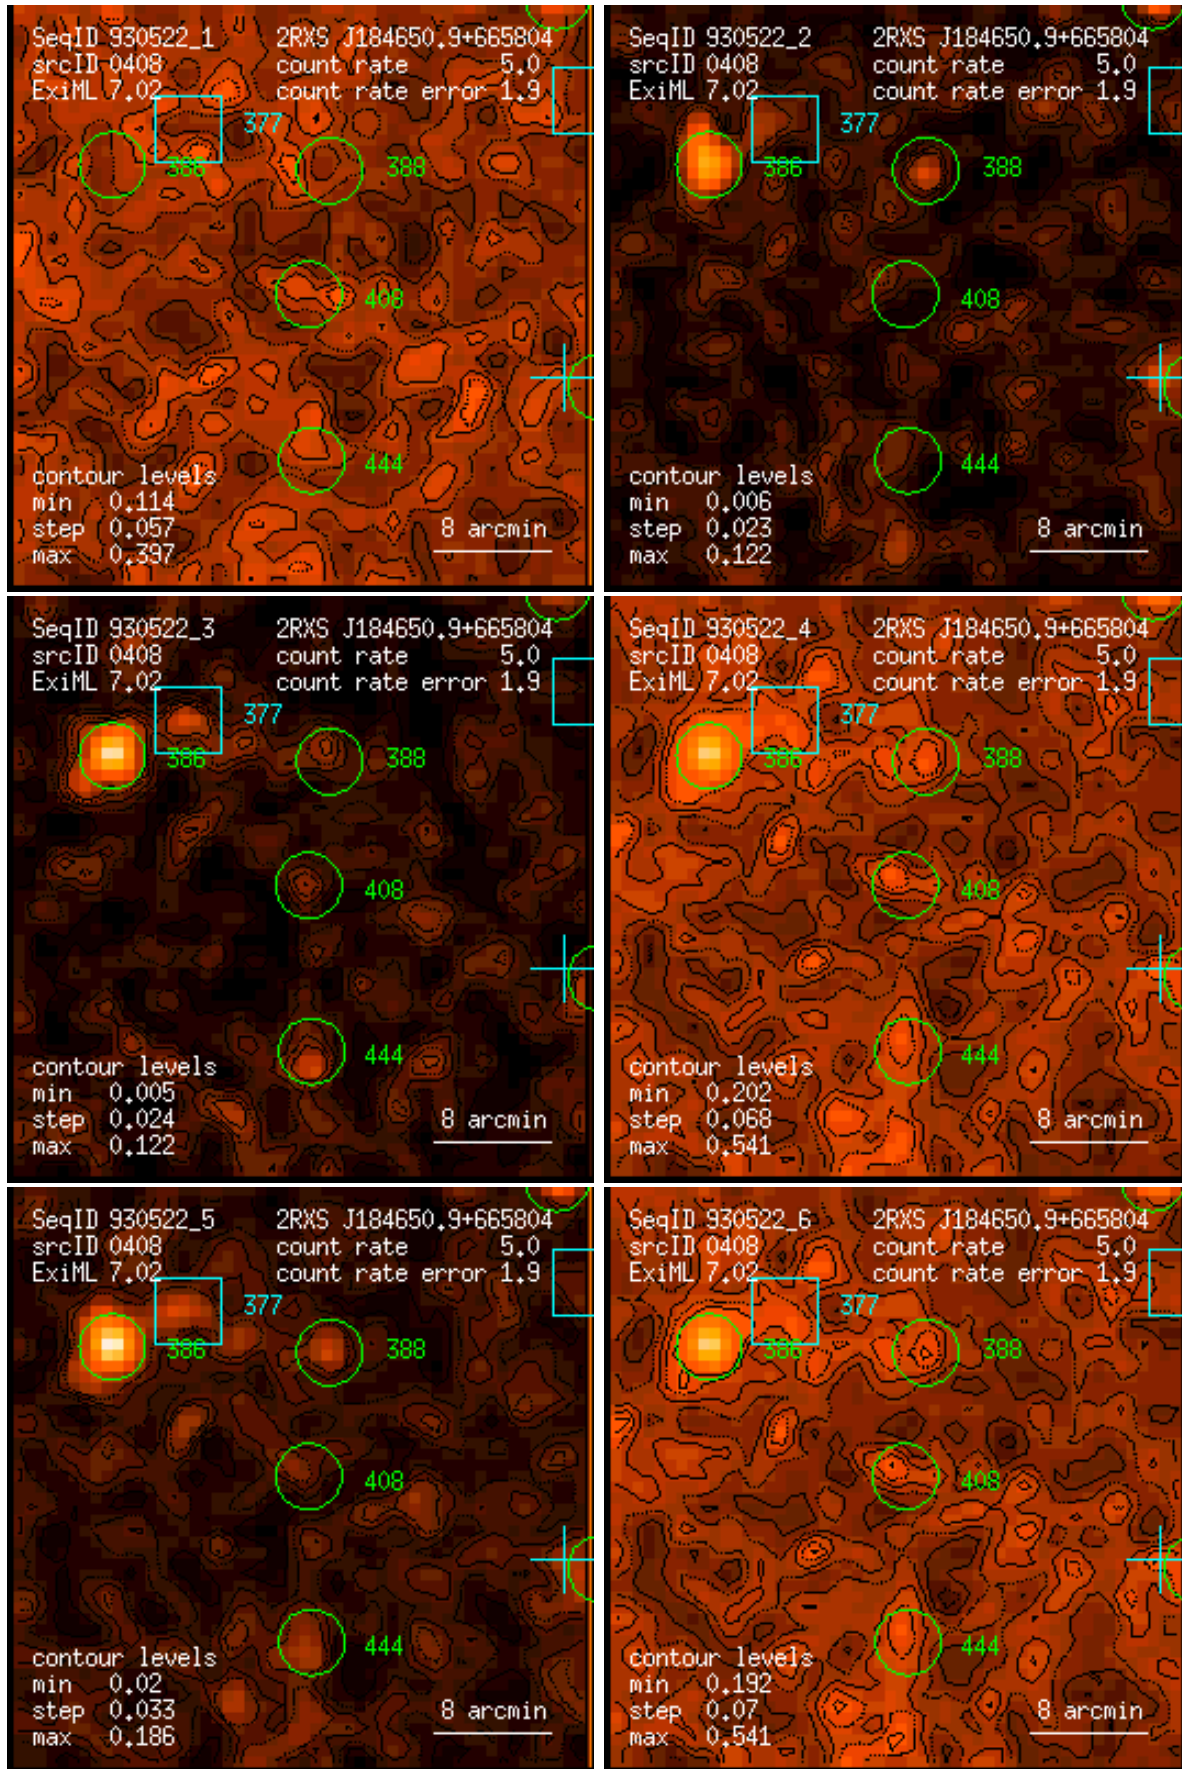 SeqID 930522_1 2RXS J184650.9+665804
srcID 0408 count rate 5.0
ExiML 7.02 count rate error 1.9
377
386 388
408
444
contour levels
min 0.114
step 0.057 8 arcmin
max 0.397
SeqID 930522_2 2RXS J184650.9+665804
srcID 0408 count rate 5.0
ExiML 7.02 count rate error 1.9
377
386 388
408
444
contour levels
min 0.006
step 0.023 8 arcmin
max 0.122
SeqID 930522_3 2RXS J184650.9+665804
srcID 0408 count rate 5.0
ExiML 7.02 count rate error 1.9
377
386 388
408
444
contour levels
min 0.005
step 0.024 8 arcmin
max 0.122
SeqID 930522_4 2RXS J184650.9+665804
srcID 0408 count rate 5.0
ExiML 7.02 count rate error 1.9
377
386 388
408
444
contour levels
min 0.202
step 0.068 8 arcmin
max 0.541
SeqID 930522_5 2RXS J184650.9+665804
srcID 0408 count rate 5.0
ExiML 7.02 count rate error 1.9
377
386 388
408
444
contour levels
min 0.02
step 0.033 8 arcmin
max 0.186
SeqID 930522_6 2RXS J184650.9+665804
srcID 0408 count rate 5.0
ExiML 7.02 count rate error 1.9
377
386 388
408
444
contour levels
min 0.192
step 0.07 8 arcmin
max 0.541